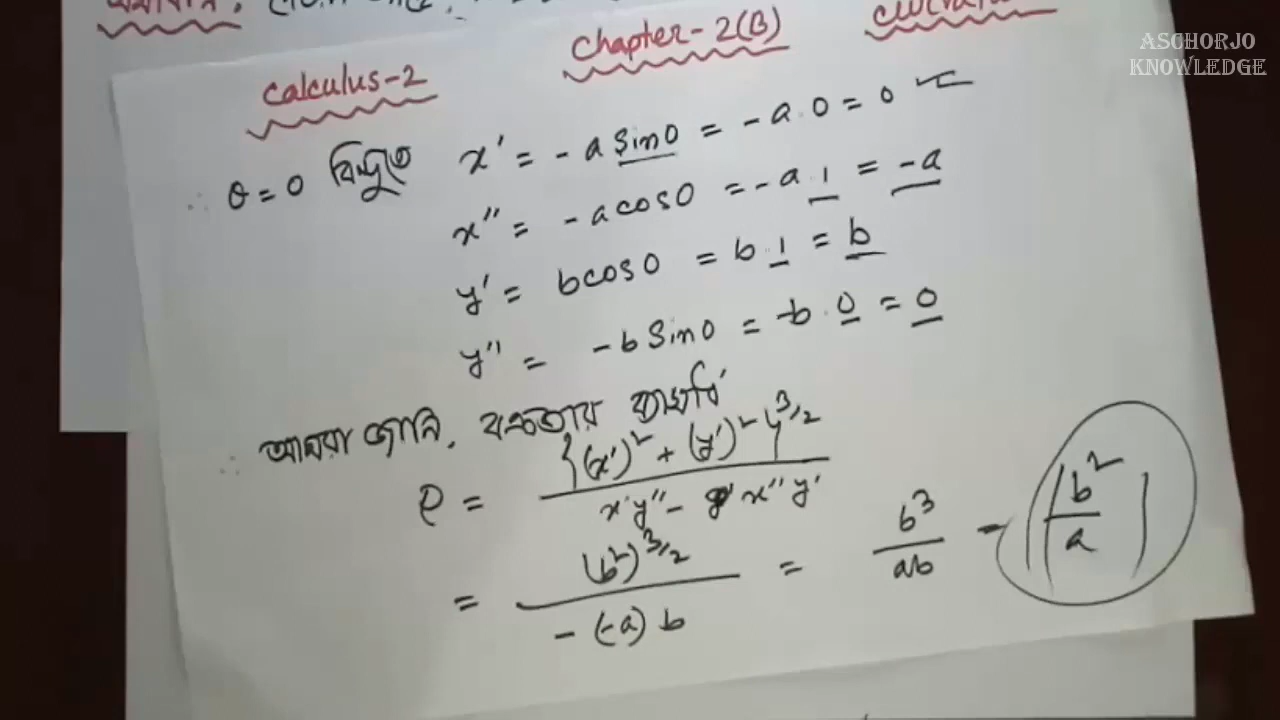 ASCHORJO
KNOWLEDGE
Calculus-2 Chapter-2(B)
∴ θ = 0 বিন্দুতে x' = - a sin0 = - a.0 = 0
x'' = - a cos0 = - a.1 = - a
y' = b cos0 = b.1 = b
y'' = - b sin0 = - b.0 = 0
∴ আমরা জানি, বক্রতার ব্যাসার্ধ
ρ = {(x')² + (y')²}^3/2 / x'y'' - x''y'
= (b²)^3/2 / - (-a) b = b³ / ab = | b² / a |